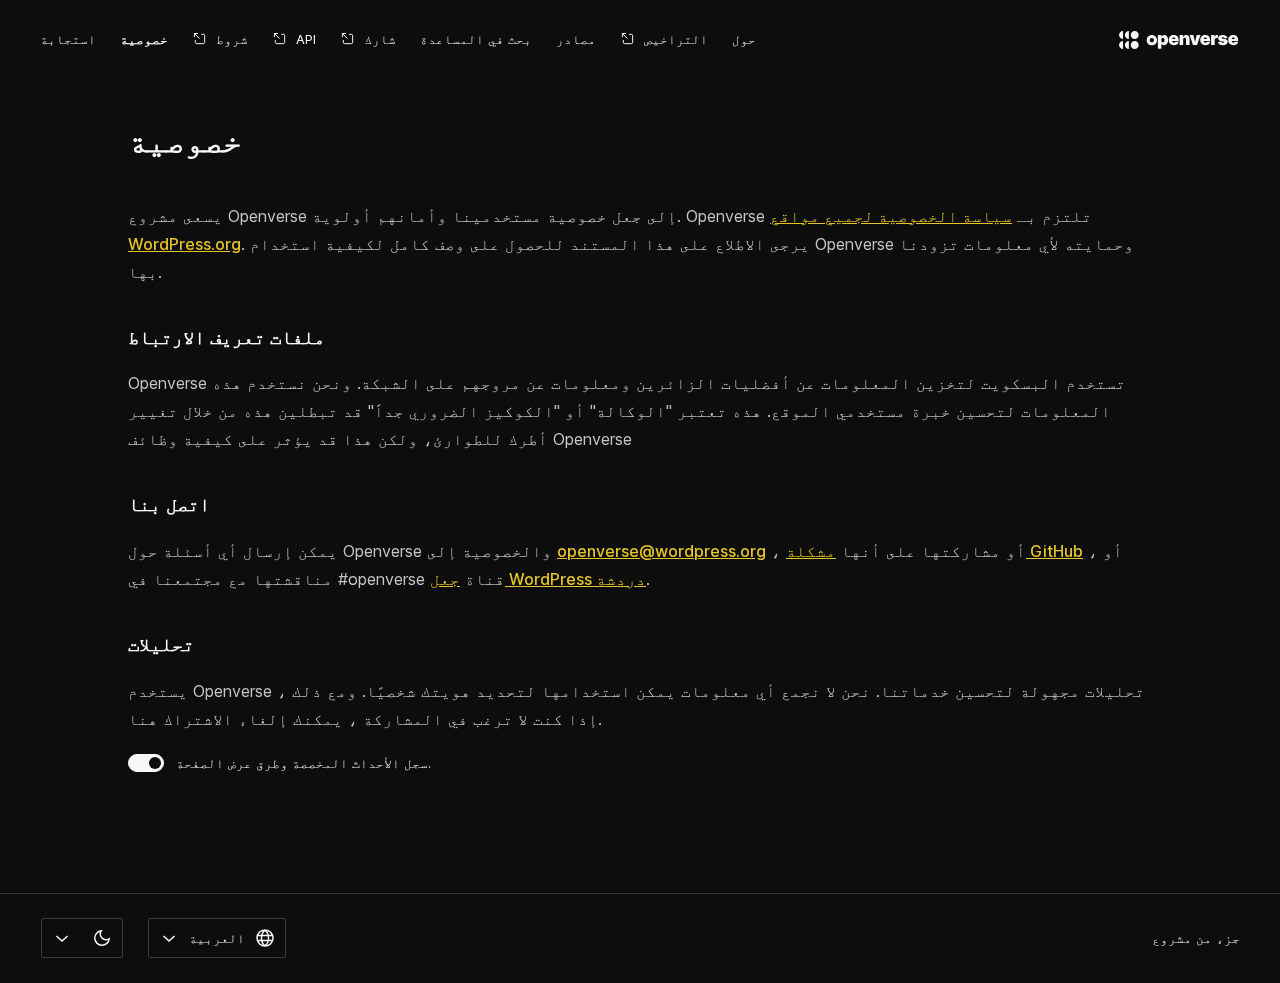 openverse
حول
التراخيص
مصادر
بحث في المساعدة
شارك
API
شروط
خصوصية
استجابة
خصوصية
يسعى مشروع Openverse إلى جعل خصوصية مستخدمينا وأمانهم أولوية. Openverse تلتزم بـ سياسة الخصوصية لجميع مواقع
WordPress.org. يرجى الاطلاع على هذا المستند للحصول على وصف كامل لكيفية استخدام Openverse وحمايته لأي معلومات تزودنا
بها.
ملفات تعريف الارتباط
Openverse تستخدم البسكويت لتخزين المعلومات عن أفضليات الزائرين ومعلومات عن مروجهم على الشبكة. ونحن نستخدم هذه
المعلومات لتحسين خبرة مستخدمي الموقع. هذه تعتبر "الوكالة" أو "الكوكيز الضروري جداً" قد تبطلين هذه من خلال تغيير
أطرك للطوارئ، ولكن هذا قد يؤثر على كيفية وظائف Openverse
اتصل بنا
يمكن إرسال أي أسئلة حول Openverse والخصوصية إلى openverse@wordpress.org ، أو مشاركتها على أنها مشكلة GitHub ، أو
مناقشتها مع مجتمعنا في #openverse قناة جعل WordPress دردشة.
تحليلات
يستخدم Openverse تحليلات مجهولة لتحسين خدماتنا. نحن لا نجمع أي معلومات يمكن استخدامها لتحديد هويتك شخصيًا. ومع ذلك ،
إذا كنت لا ترغب في المشاركة ، يمكنك إلغاء الاشتراك هنا.
سجل الأحداث المخصصة وطرق عرض الصفحة.
جزء من مشروع
العربية